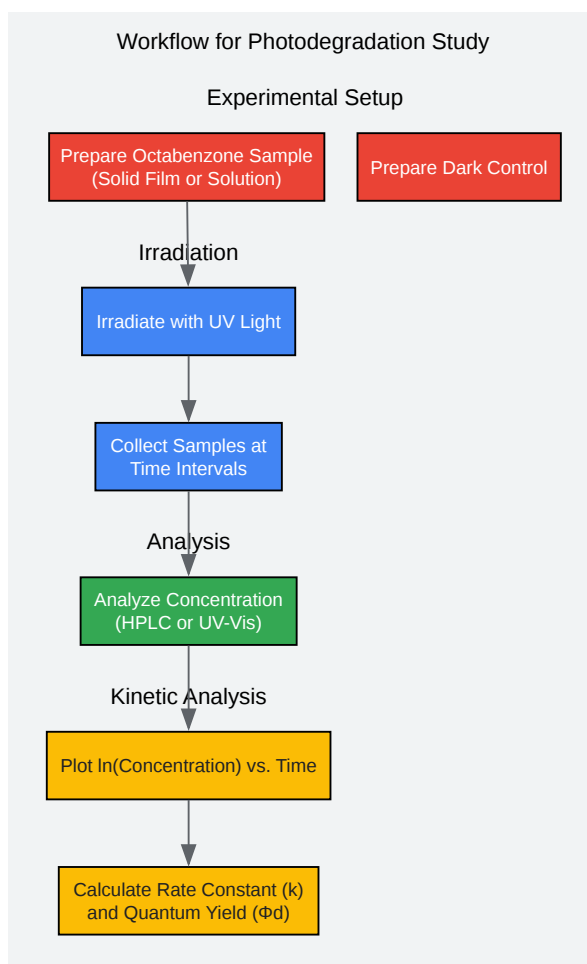 Workflow for Photodegradation Study
Experimental Setup
Prepare Octabenzone Sample
(Solid Film or Solution)
Prepare Dark Control
Irradiation
Irradiate with UV Light
Collect Samples at
Time Intervals
Analysis
Analyze Concentration
(HPLC or UV-Vis)
Kinetic Analysis
Plot ln(Concentration) vs. Time
Calculate Rate Constant (k)
and Quantum Yield (Φd)